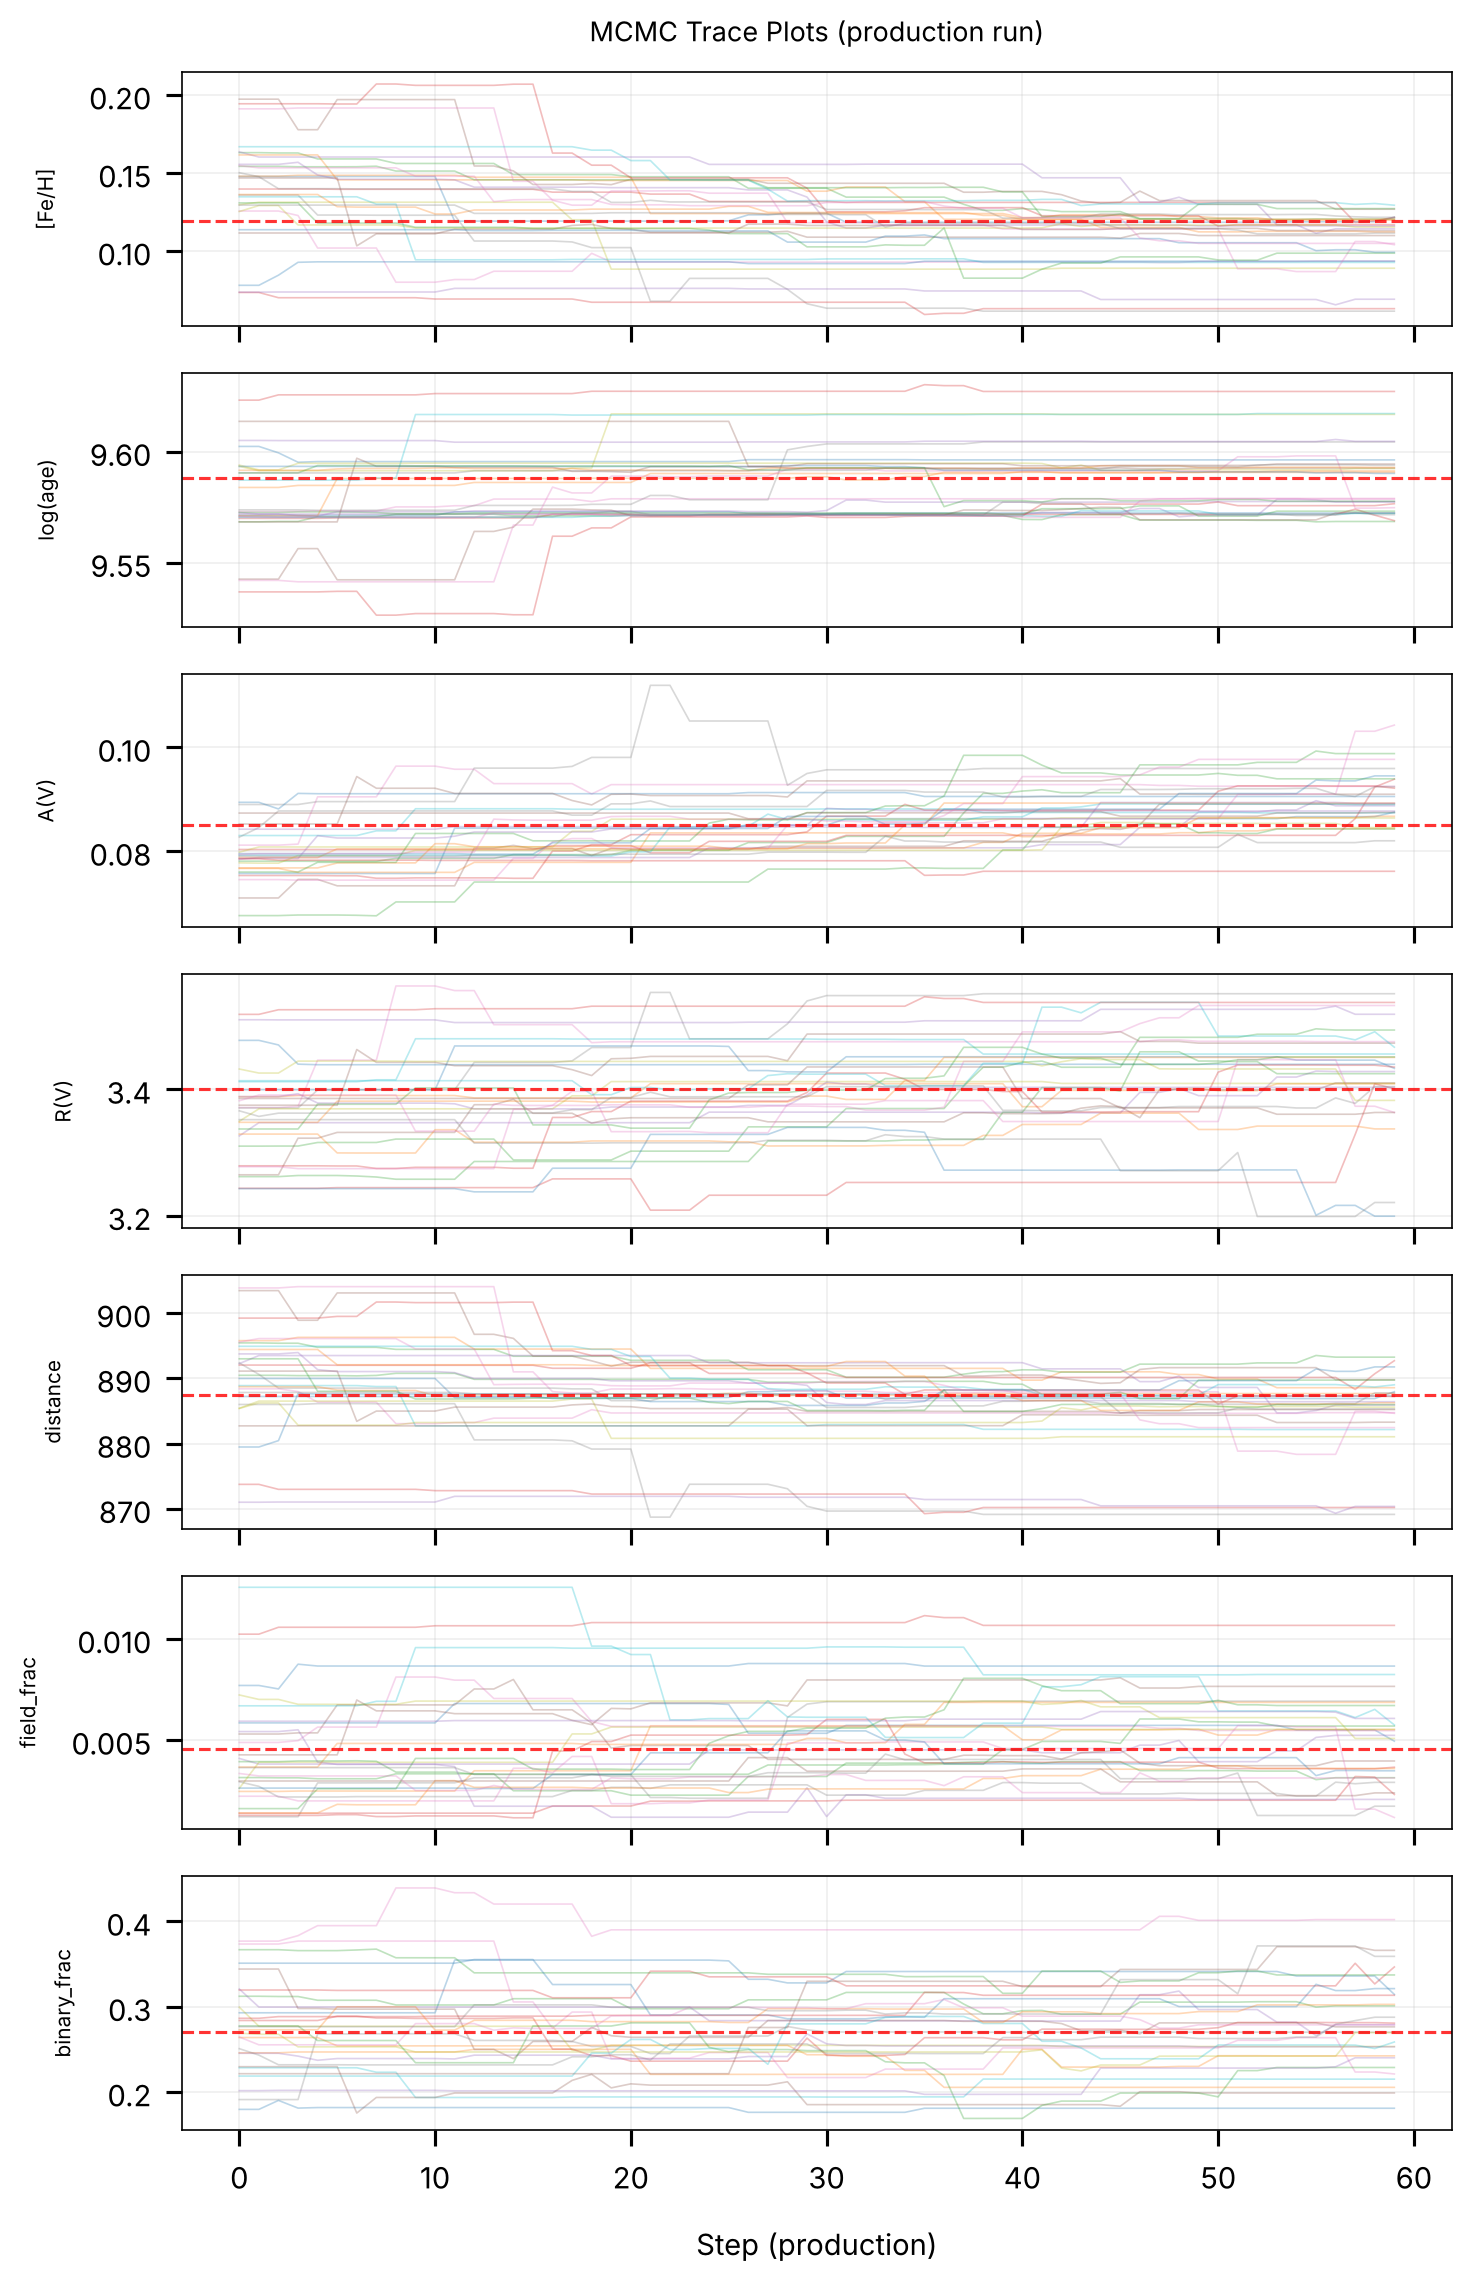 MCMC Trace Plots (production run)
[Fe/H]
0.20
0.15
0.10
log(age)
9.60
9.55
A(V)
0.10
0.08
R(V)
3.4
3.2
distance
900
890
880
870
field_frac
0.010
0.005
binary_frac
0.4
0.3
0.2
0 10 20 30 40 50 60
Step (production)